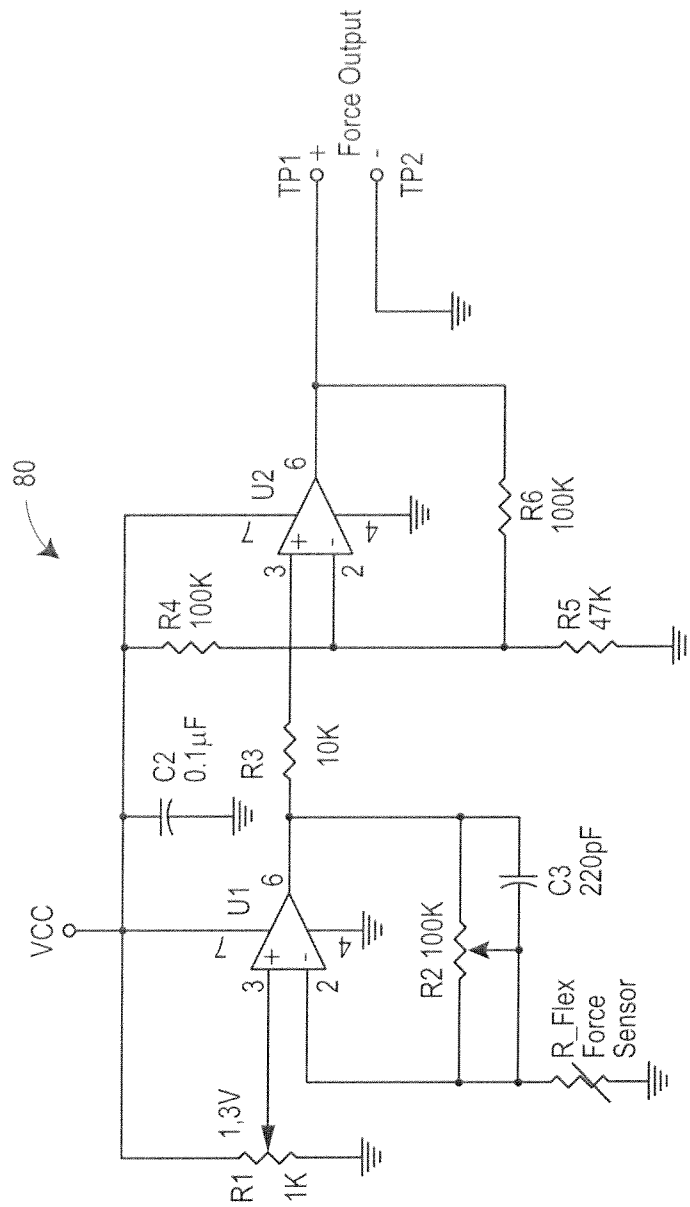 80
VCC
C2
0.1µF
R4
100K
R1
1K
1,3V
3
2
7
4
6
U1
R3
10K
3
2
7
4
6
U2
TP1
+
Force Output
-
TP2
R2 100K
C3
220pF
R_Flex
Force
Sensor
R5
47K
R6
100K
+
-
+
-